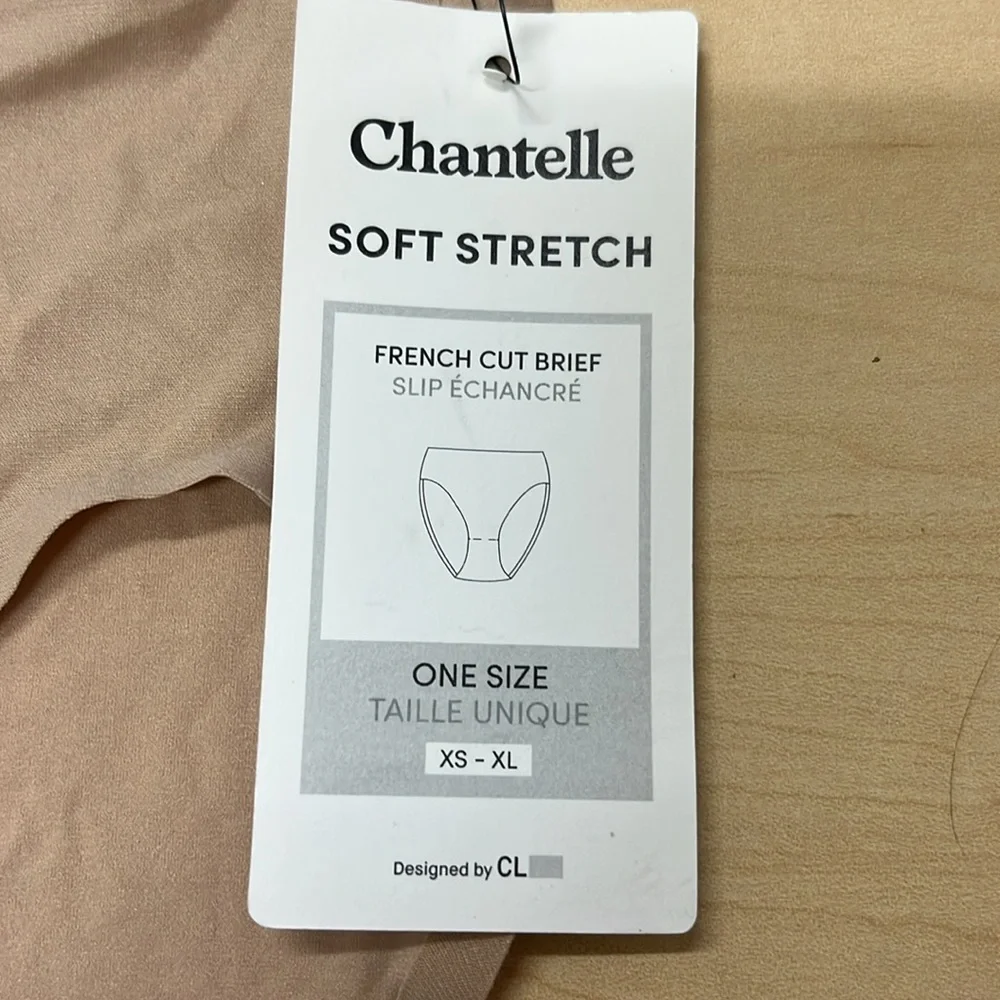 Chantelle
SOFT STRETCH
FRENCH CUT BRIEF
SLIP ÉCHANCRÉ
ONE SIZE
TAILLE UNIQUE
XS - XL
Designed by CL